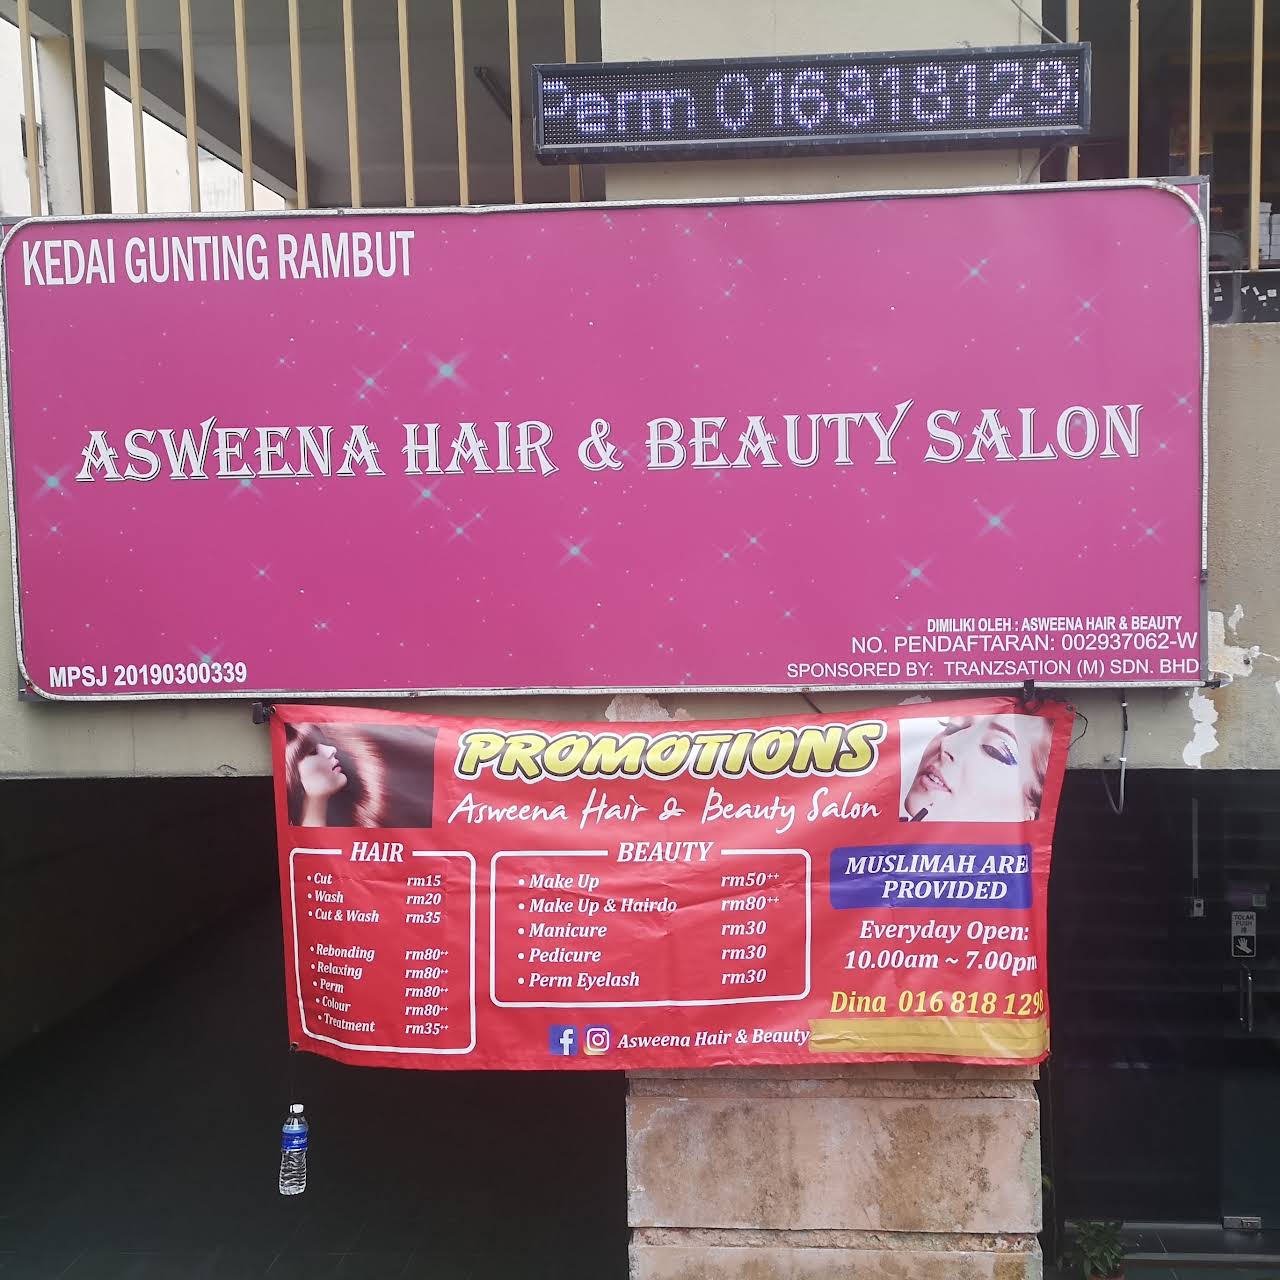 Perm 0168181298
KEDAI GUNTING RAMBUT
ASWEENA HAIR & BEAUTY SALON
DIMILIKI OLEH : ASWEENA HAIR & BEAUTY
NO. PENDAFTARAN: 002937062-W
MPSJ 20190300339
SPONSORED BY: TRANZSATION (M) SDN. BHD
PROMOTIONS
Asweena Hair & Beauty Salon
HAIR
• Cut rm15
• Wash rm20
• Cut & Wash rm35
• Rebonding rm80++
• Relaxing rm80++
• Perm rm80++
• Colour rm80++
• Treatment rm35++
BEAUTY
• Make Up rm50++
• Make Up & Hairdo rm80++
• Manicure rm30
• Pedicure rm30
• Perm Eyelash rm30
MUSLIMAH ARE
PROVIDED
Everyday Open:
10.00am ~ 7.00pm
Dina 016 818 1298
Asweena Hair & Beauty
TOLAK
PUSH
推